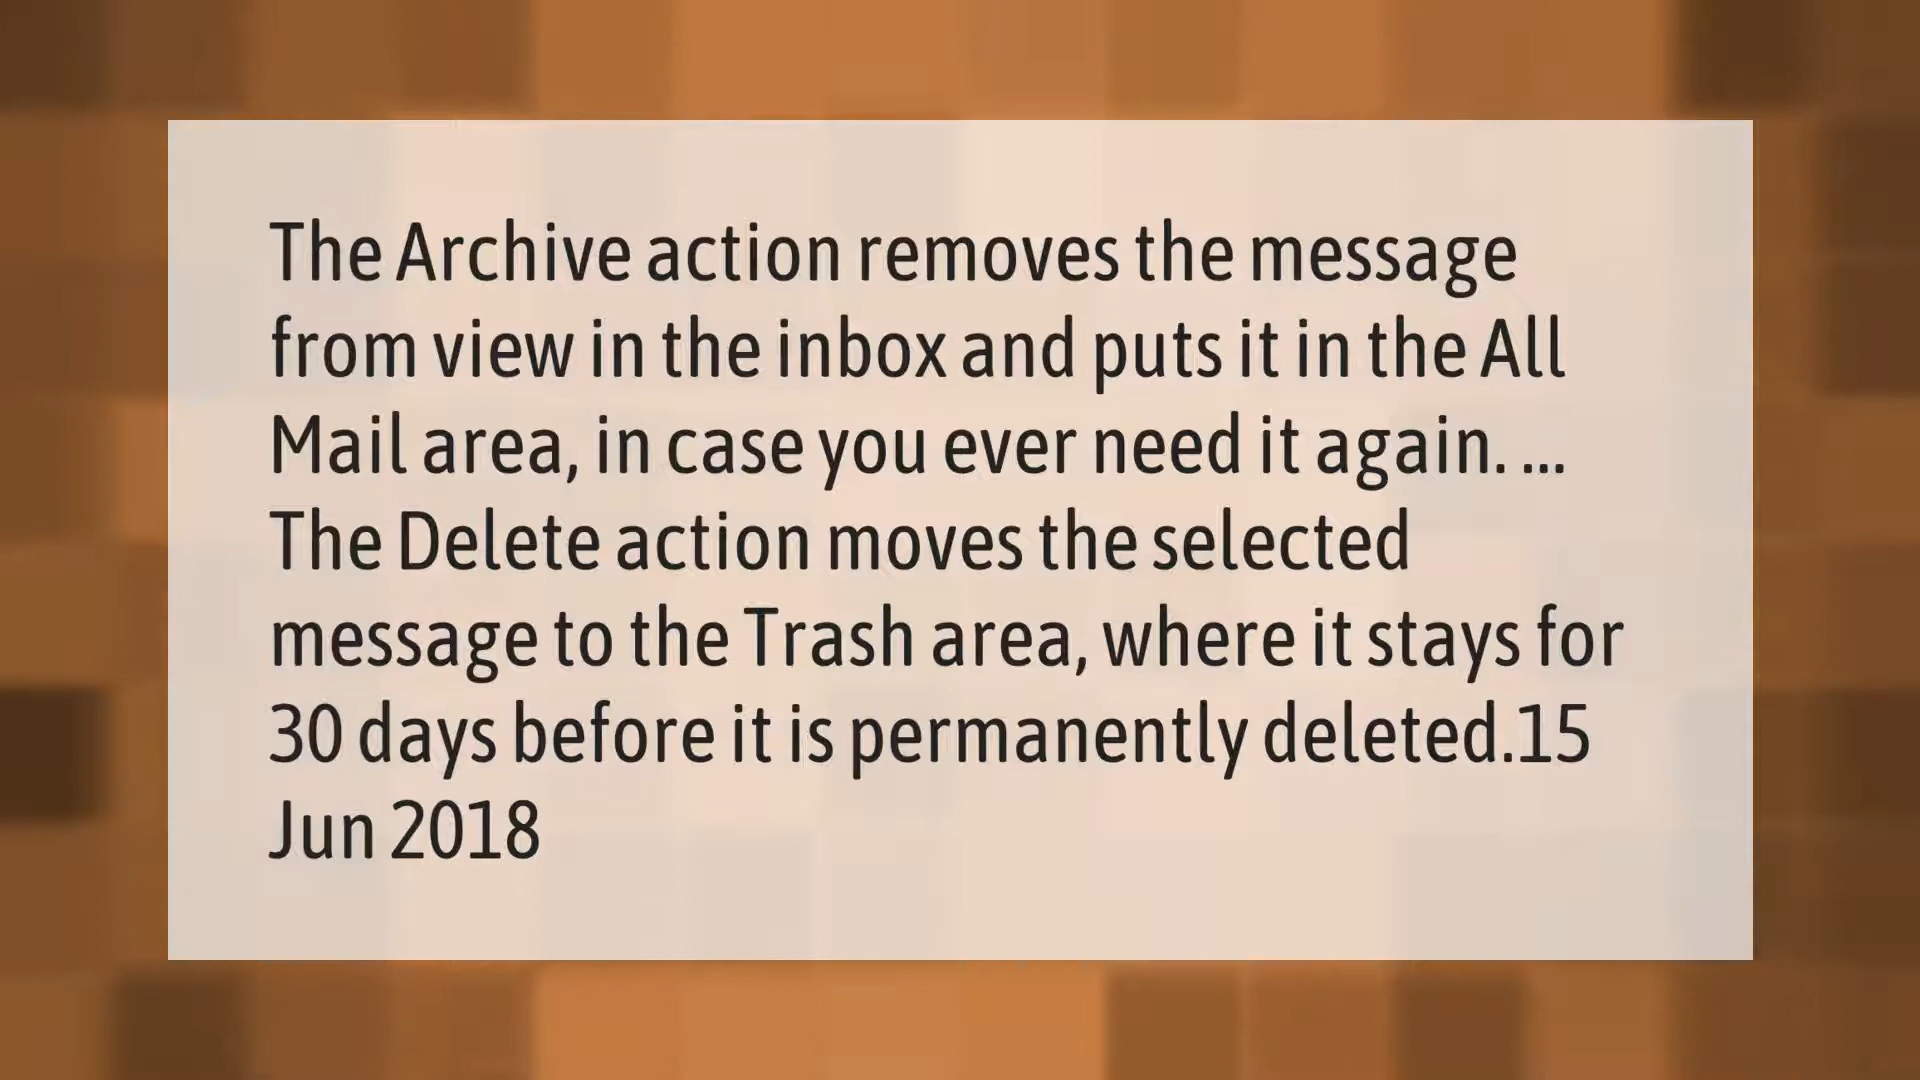 The Archive action removes the message
from view in the inbox and puts it in the All
Mail area, in case you ever need it again. ...
The Delete action moves the selected
message to the Trash area, where it stays for
30 days before it is permanently deleted.15
Jun 2018